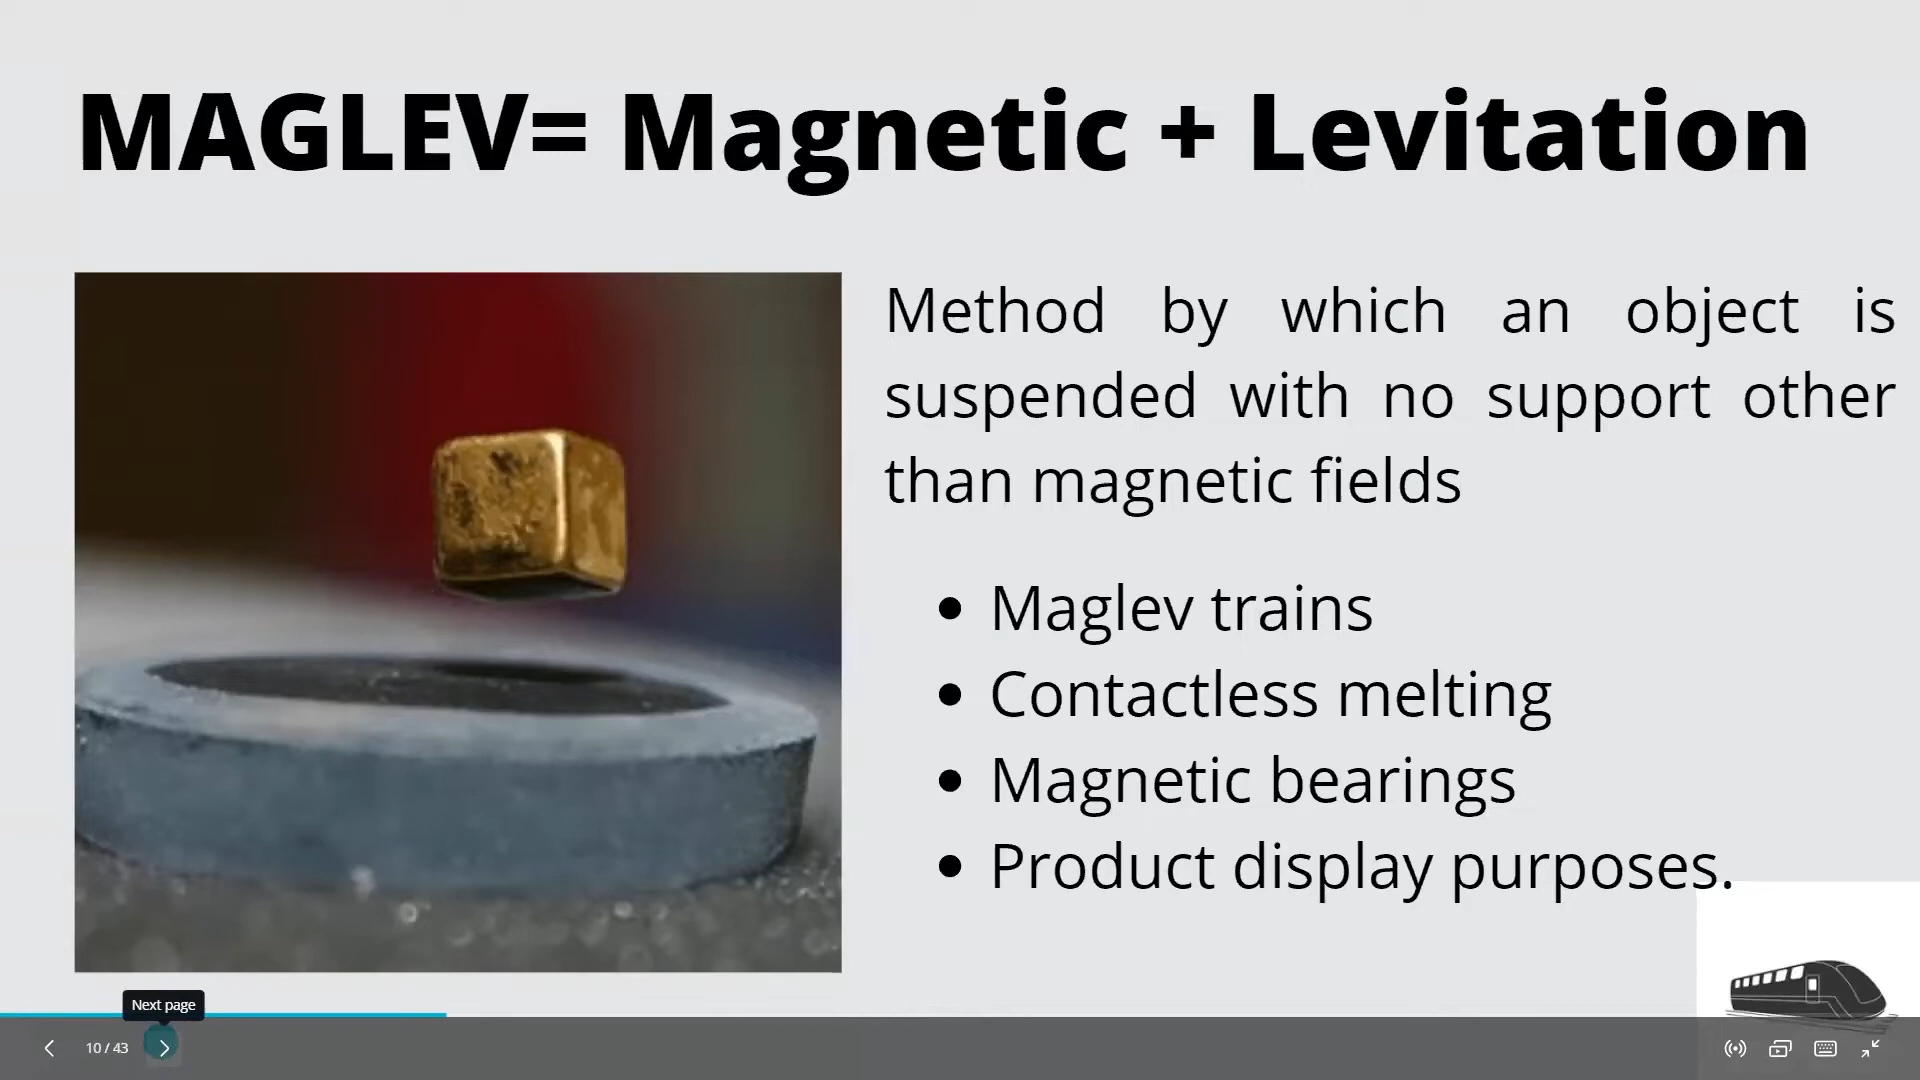 MAGLEV= Magnetic + Levitation
Method by which an object is
suspended with no support other
than magnetic fields
• Maglev trains
• Contactless melting
• Magnetic bearings
• Product display purposes.
Next page
10 / 43